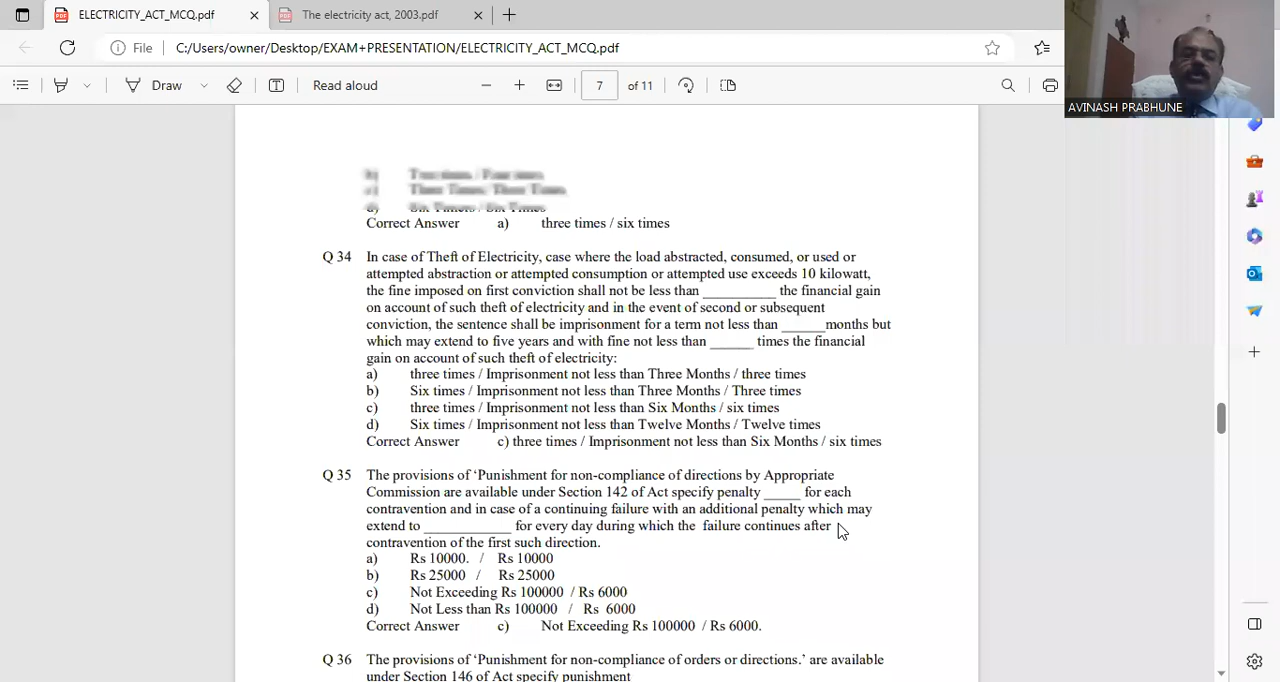 ELECTRICITY_ACT_MCQ.pdf
The electricity act, 2003.pdf
File
C:/Users/owner/Desktop/EXAM+PRESENTATION/ELECTRICITY_ACT_MCQ.pdf
Draw
Read aloud
7 of 11
AVINASH PRABHUNE
Correct Answer a) three times / six times
Q 34 In case of Theft of Electricity, case where the load abstracted, consumed, or used or
attempted abstraction or attempted consumption or attempted use exceeds 10 kilowatt,
the fine imposed on first conviction shall not be less than __________ the financial gain
on account of such theft of electricity and in the event of second or subsequent
conviction, the sentence shall be imprisonment for a term not less than ______months but
which may extend to five years and with fine not less than ______ times the financial
gain on account of such theft of electricity:
a) three times / Imprisonment not less than Three Months / three times
b) Six times / Imprisonment not less than Three Months / Three times
c) three times / Imprisonment not less than Six Months / six times
d) Six times / Imprisonment not less than Twelve Months / Twelve times
Correct Answer c) three times / Imprisonment not less than Six Months / six times
Q 35 The provisions of ‘Punishment for non-compliance of directions by Appropriate
Commission are available under Section 142 of Act specify penalty _____ for each
contravention and in case of a continuing failure with an additional penalty which may
extend to ____________ for every day during which the failure continues after
contravention of the first such direction.
a) Rs 10000. / Rs 10000
b) Rs 25000 / Rs 25000
c) Not Exceeding Rs 100000 / Rs 6000
d) Not Less than Rs 100000 / Rs 6000
Correct Answer c) Not Exceeding Rs 100000 / Rs 6000.
Q 36 The provisions of ‘Punishment for non-compliance of orders or directions.’ are available
under Section 146 of Act specify punishment